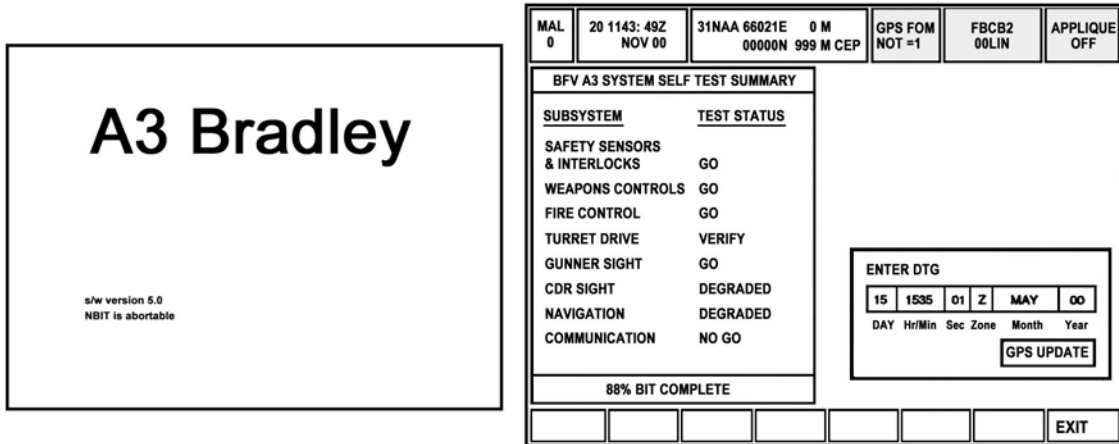 A3 Bradley
s/w version 5.0
NBIT is abortable
MAL
0
20 1143: 49Z
NOV 00
31NAA 66021E 0 M
00000N 999 M CEP
GPS FOM
NOT =1
FBCB2
00LIN
APPLIQUE
OFF
BFV A3 SYSTEM SELF TEST SUMMARY
SUBSYSTEM TEST STATUS
SAFETY SENSORS
& INTERLOCKS GO
WEAPONS CONTROLS GO
FIRE CONTROL GO
TURRET DRIVE VERIFY
GUNNER SIGHT GO
CDR SIGHT DEGRADED
NAVIGATION DEGRADED
COMMUNICATION NO GO
88% BIT COMPLETE
ENTER DTG
15 1535 01 Z MAY 00
DAY Hr/Min Sec Zone Month Year
GPS UPDATE
EXIT